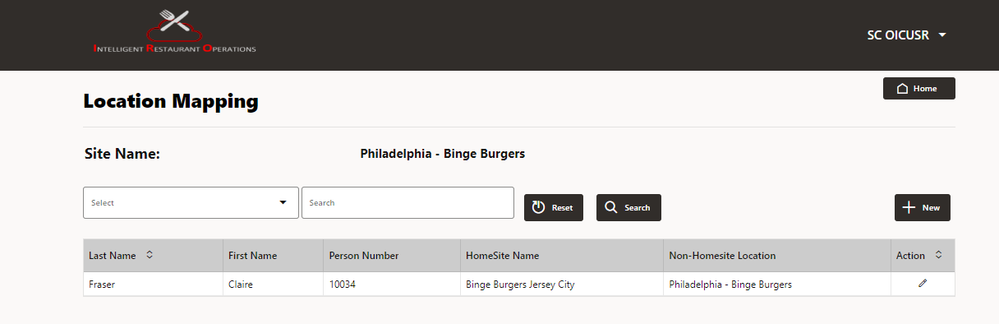 INTELLIGENT RESTAURANT OPERATIONS
SC OICUSR
Home
Location Mapping
Site Name: Philadelphia - Binge Burgers
Select Search Reset Search New
Last Name First Name Person Number HomeSite Name Non-Homesite Location Action
Fraser Claire 10034 Binge Burgers Jersey City Philadelphia - Binge Burgers